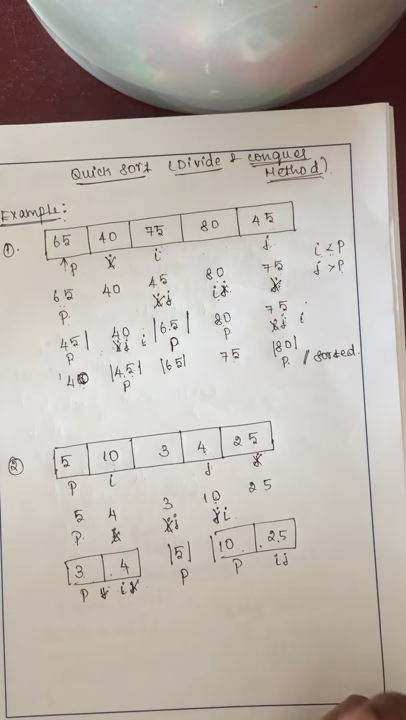 Quick sort (Divide & conquer
Method).
Example:
1). 65 40 75 80 45
P i i j
i < P
65 40 45 80 75
j > P
P j i j
45| 40 |65| 80 75
P j i P P j i
40 |45| |65| 75 |80| // sorted.
P P
2) 5 10 3 4 25
P i j
5 4 3 10 25
P j i
3 4 |5| 10 25
P i P P i j